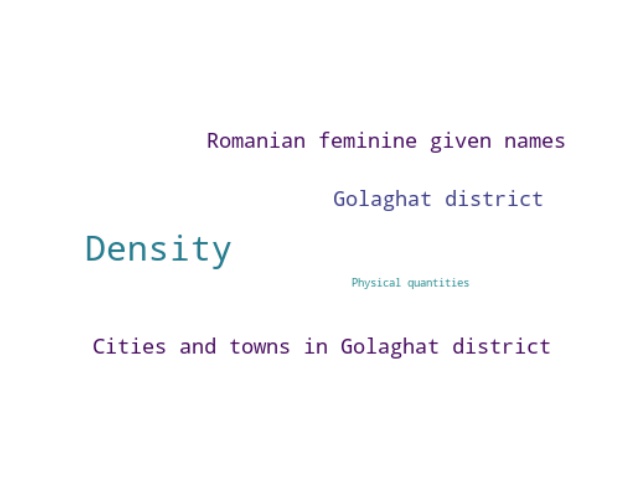 Romanian feminine given names
Golaghat district
Density
Physical quantities
Cities and towns in Golaghat district